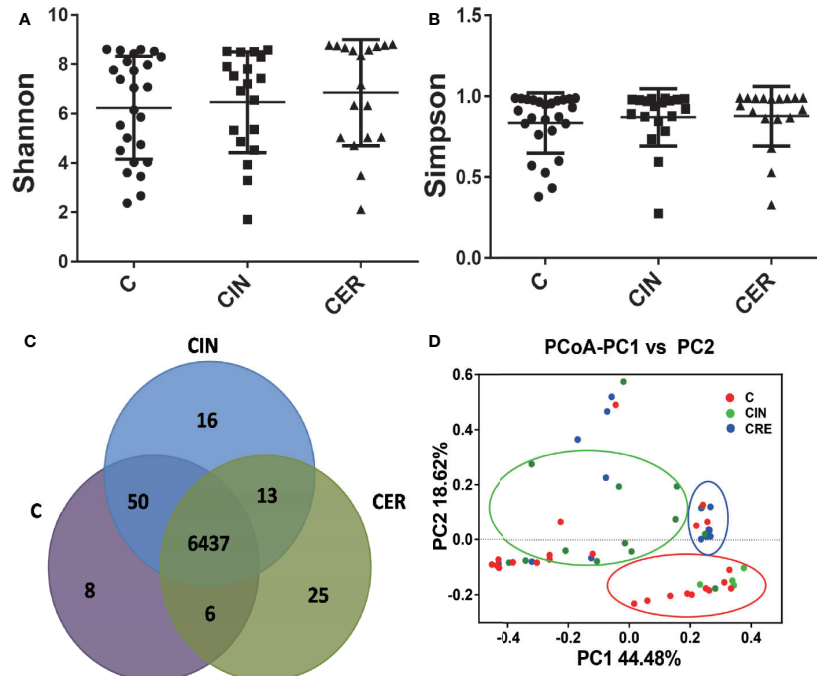 A
Shannon
10
8
6
4
2
0
C
CIN
CER
B
Simpson
1.5
1.0
0.5
0.0
C
CIN
CER
C
CIN
16
C
50
13
CER
6437
8
6
25
D
PCoA-PC1 vs PC2
C
CIN
CRE
PC2 18.62%
0.6
0.4
0.2
0.0
-0.2
-0.4
-0.2
0.0
0.2
0.4
PC1 44.48%